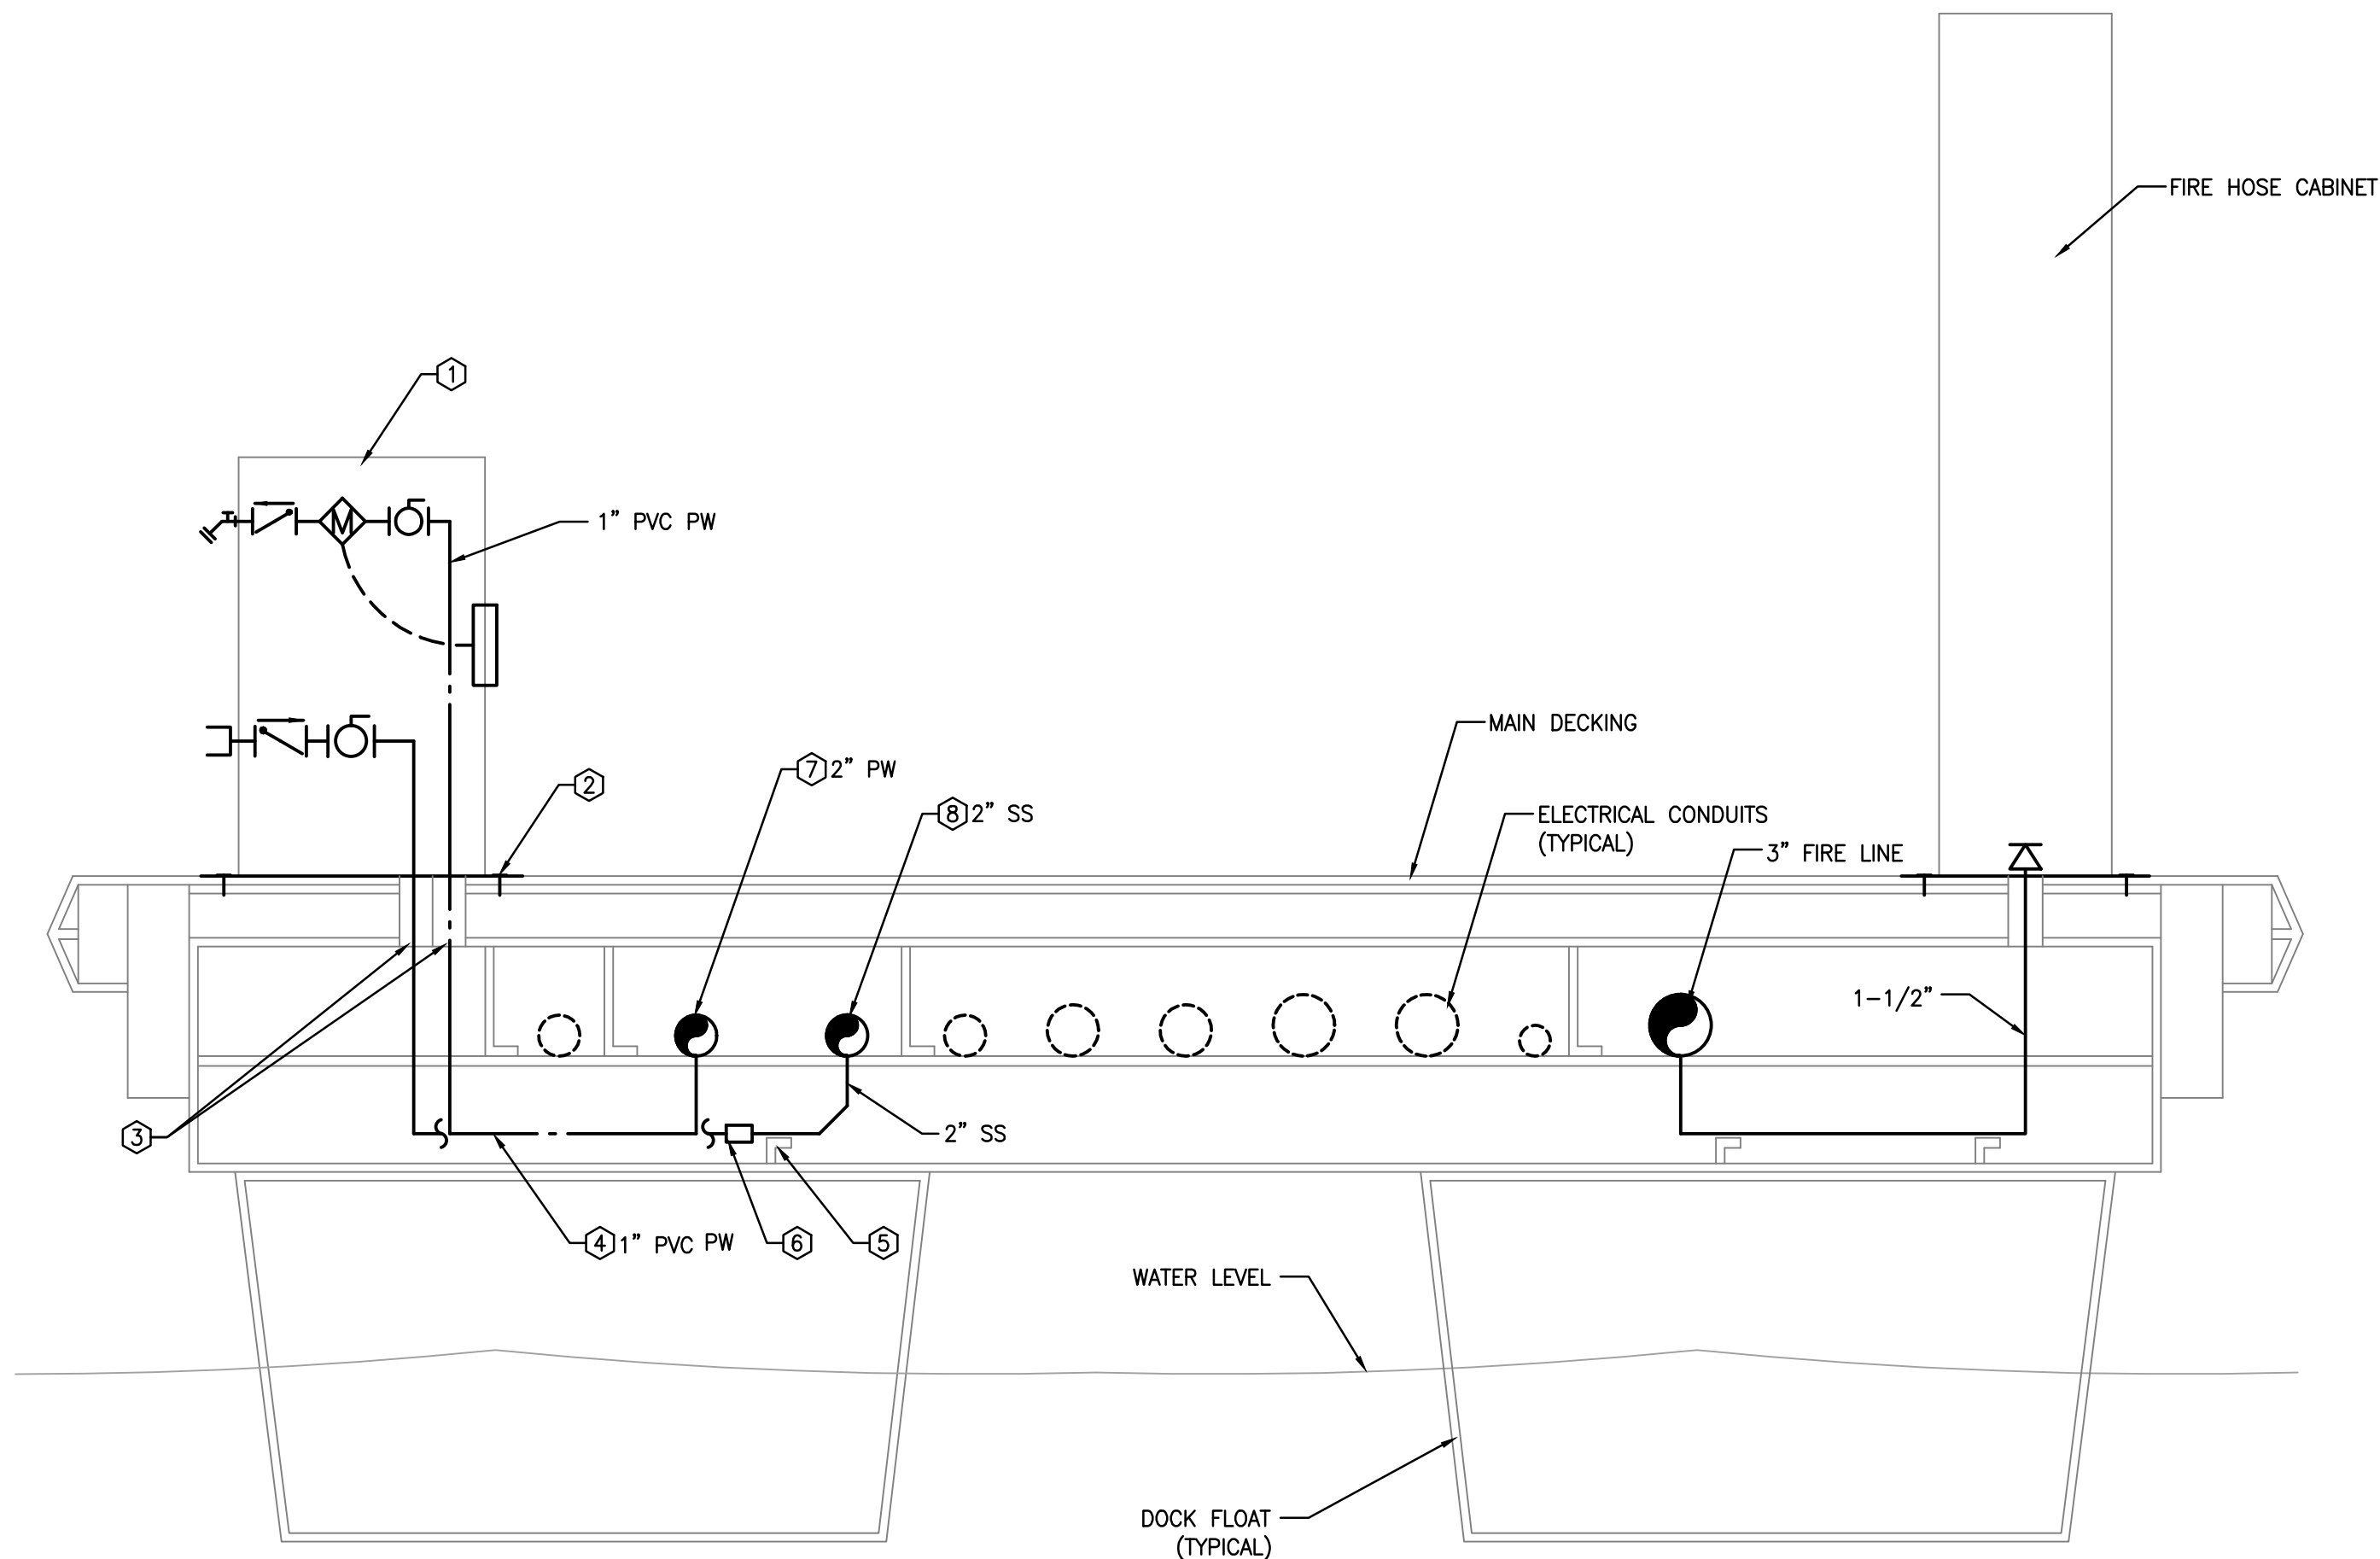 FIRE HOSE CABINET
1
M
1" PVC PW
MAIN DECKING
7 2" PW
2
8 2" SS
ELECTRICAL CONDUITS
(TYPICAL)
3" FIRE LINE
1-1/2"
3
2" SS
4 1" PVC PW
6
5
WATER LEVEL
DOCK FLOAT
(TYPICAL)